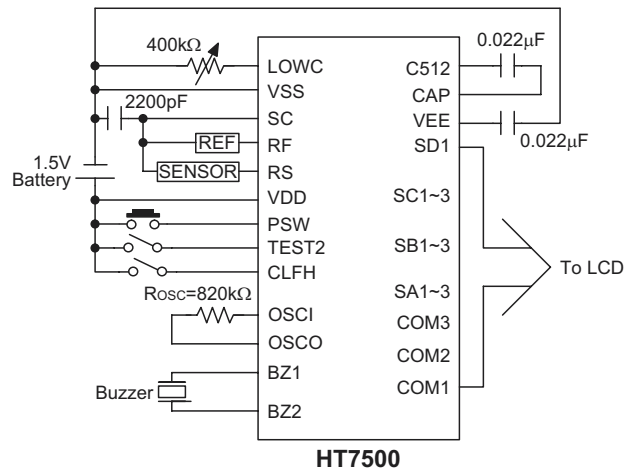 400kΩ
LOWC
VSS
2200pF
SC
REF
RF
SENSOR
RS
1.5V
Battery
VDD
PSW
TEST2
CLFH
Rosc=820kΩ
OSCI
OSCO
BZ1
Buzzer
BZ2
0.022μF
C512
CAP
VEE
0.022μF
SD1
SC1~3
SB1~3
To LCD
SA1~3
COM3
COM2
COM1
HT7500